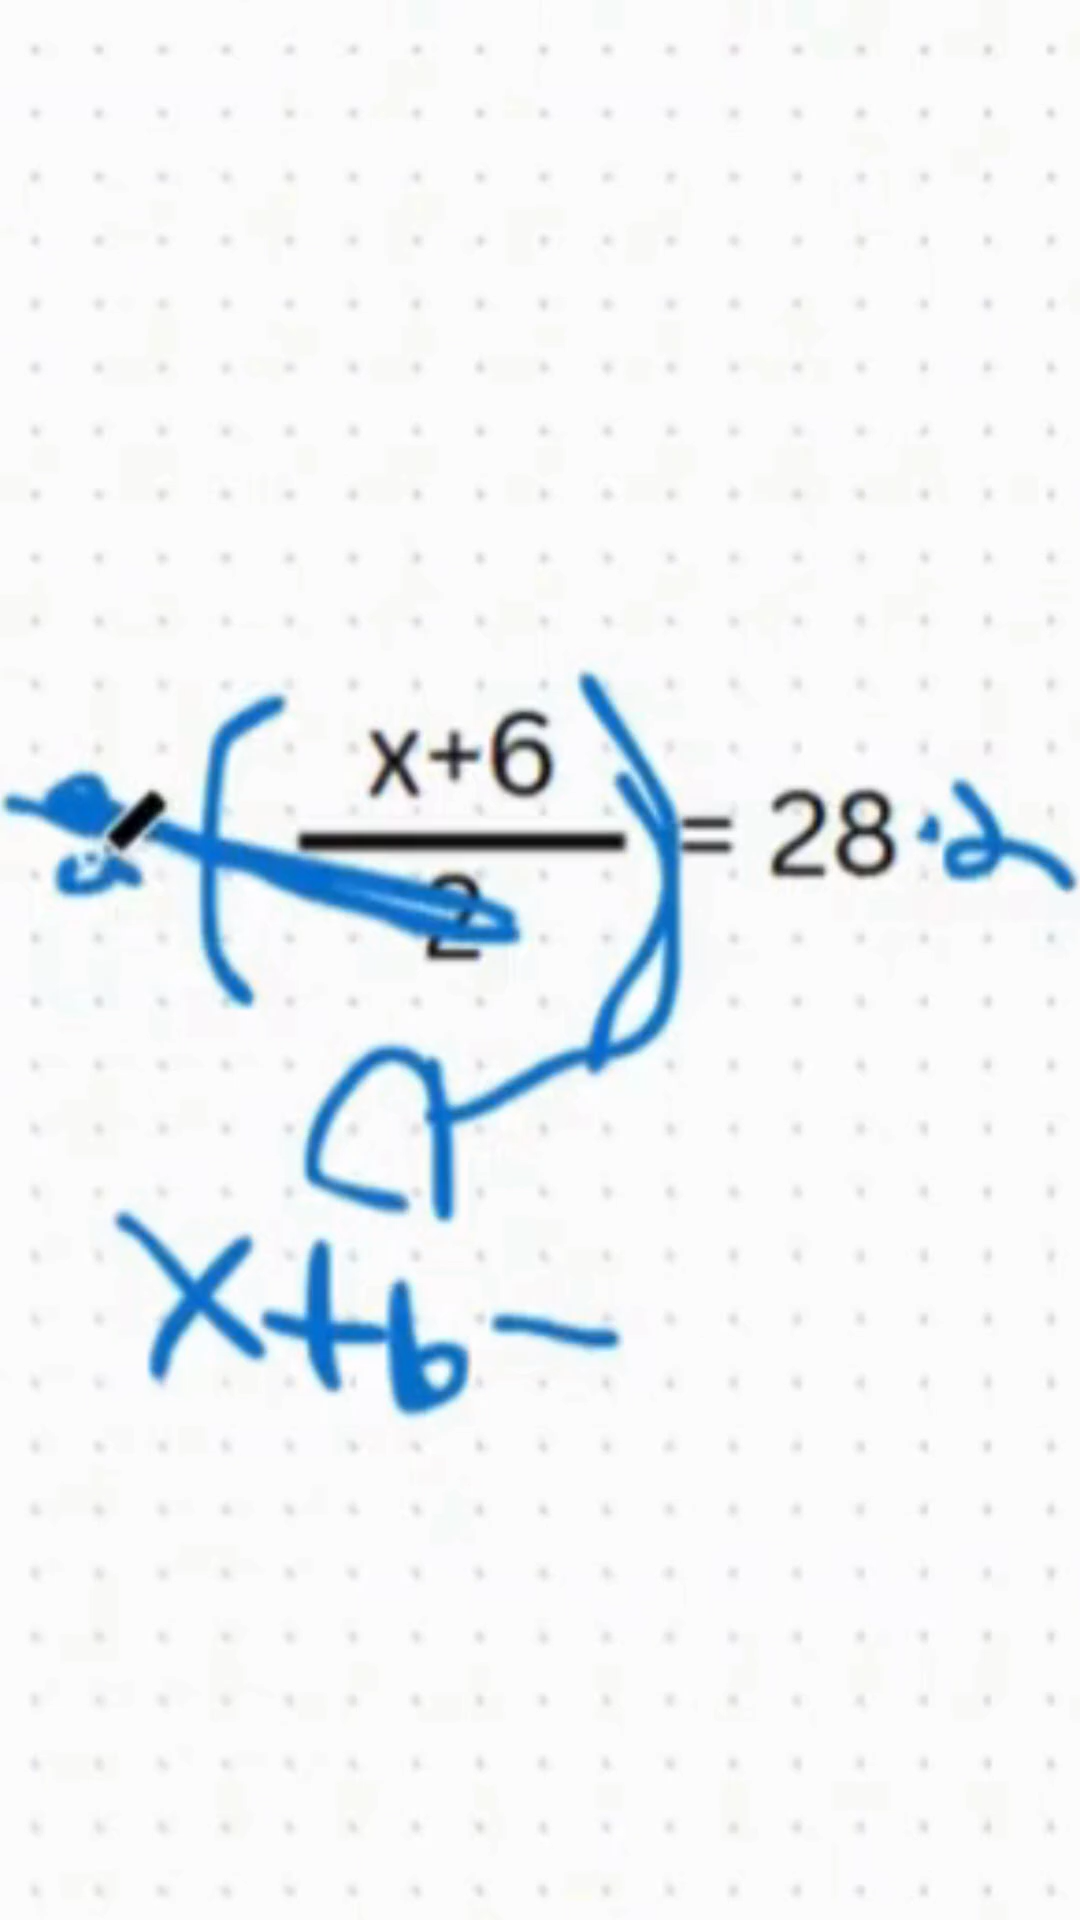 x+6
= 28 · 2
2
x+6 -